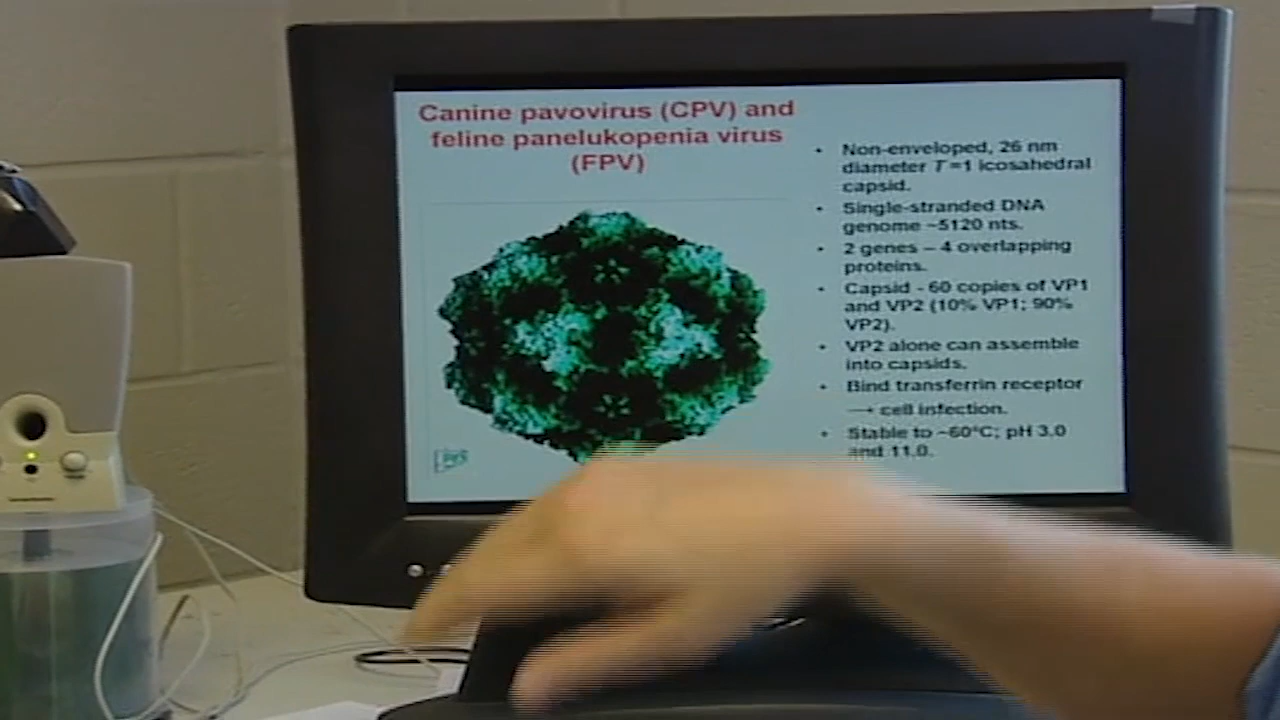 Canine pavovirus (CPV) and
feline panelukopenia virus
(FPV)
• Non-enveloped, 26 nm
diameter T=1 icosahedral
capsid.
• Single-stranded DNA
genome ~5120 nts.
• 2 genes – 4 overlapping
proteins.
• Capsid - 60 copies of VP1
and VP2 (10% VP1; 90%
VP2).
• VP2 alone can assemble
into capsids.
• Bind transferrin receptor
→ cell infection.
• Stable to ~60°C; pH 3.0
and 11.0.